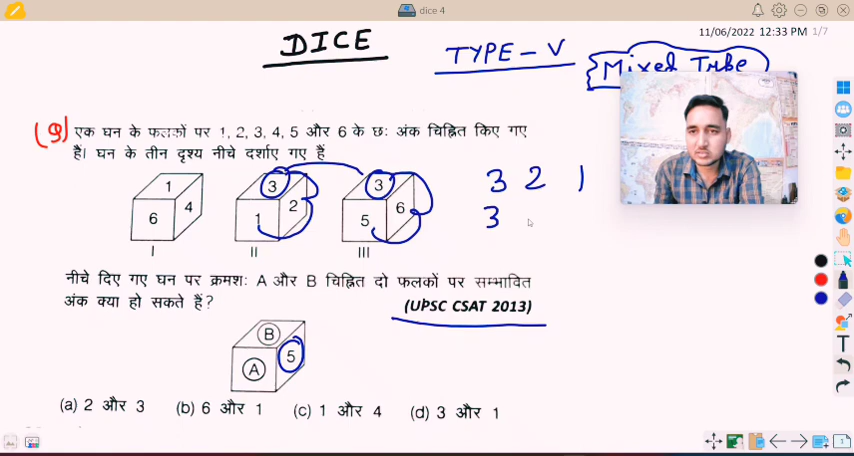 dice 4
11/06/2022 12:33 PM 1/7
DICE
TYPE-V
Mixed Tube
(Q) एक घन के फलकों पर 1, 2, 3, 4, 5 और 6 के छः अंक चिह्नित किए गए
हैं। घन के तीन दृश्य नीचे दर्शाए गए हैं
1 6 4
3 1 2
3 5 6
3 2 1
3
I II III
नीचे दिए गए घन पर क्रमशः A और B चिह्नित दो फलकों पर सम्भावित
अंक क्या हो सकते हैं?
(UPSC CSAT 2013)
B
A 5
(a) 2 और 3 (b) 6 और 1 (c) 1 और 4 (d) 3 और 1